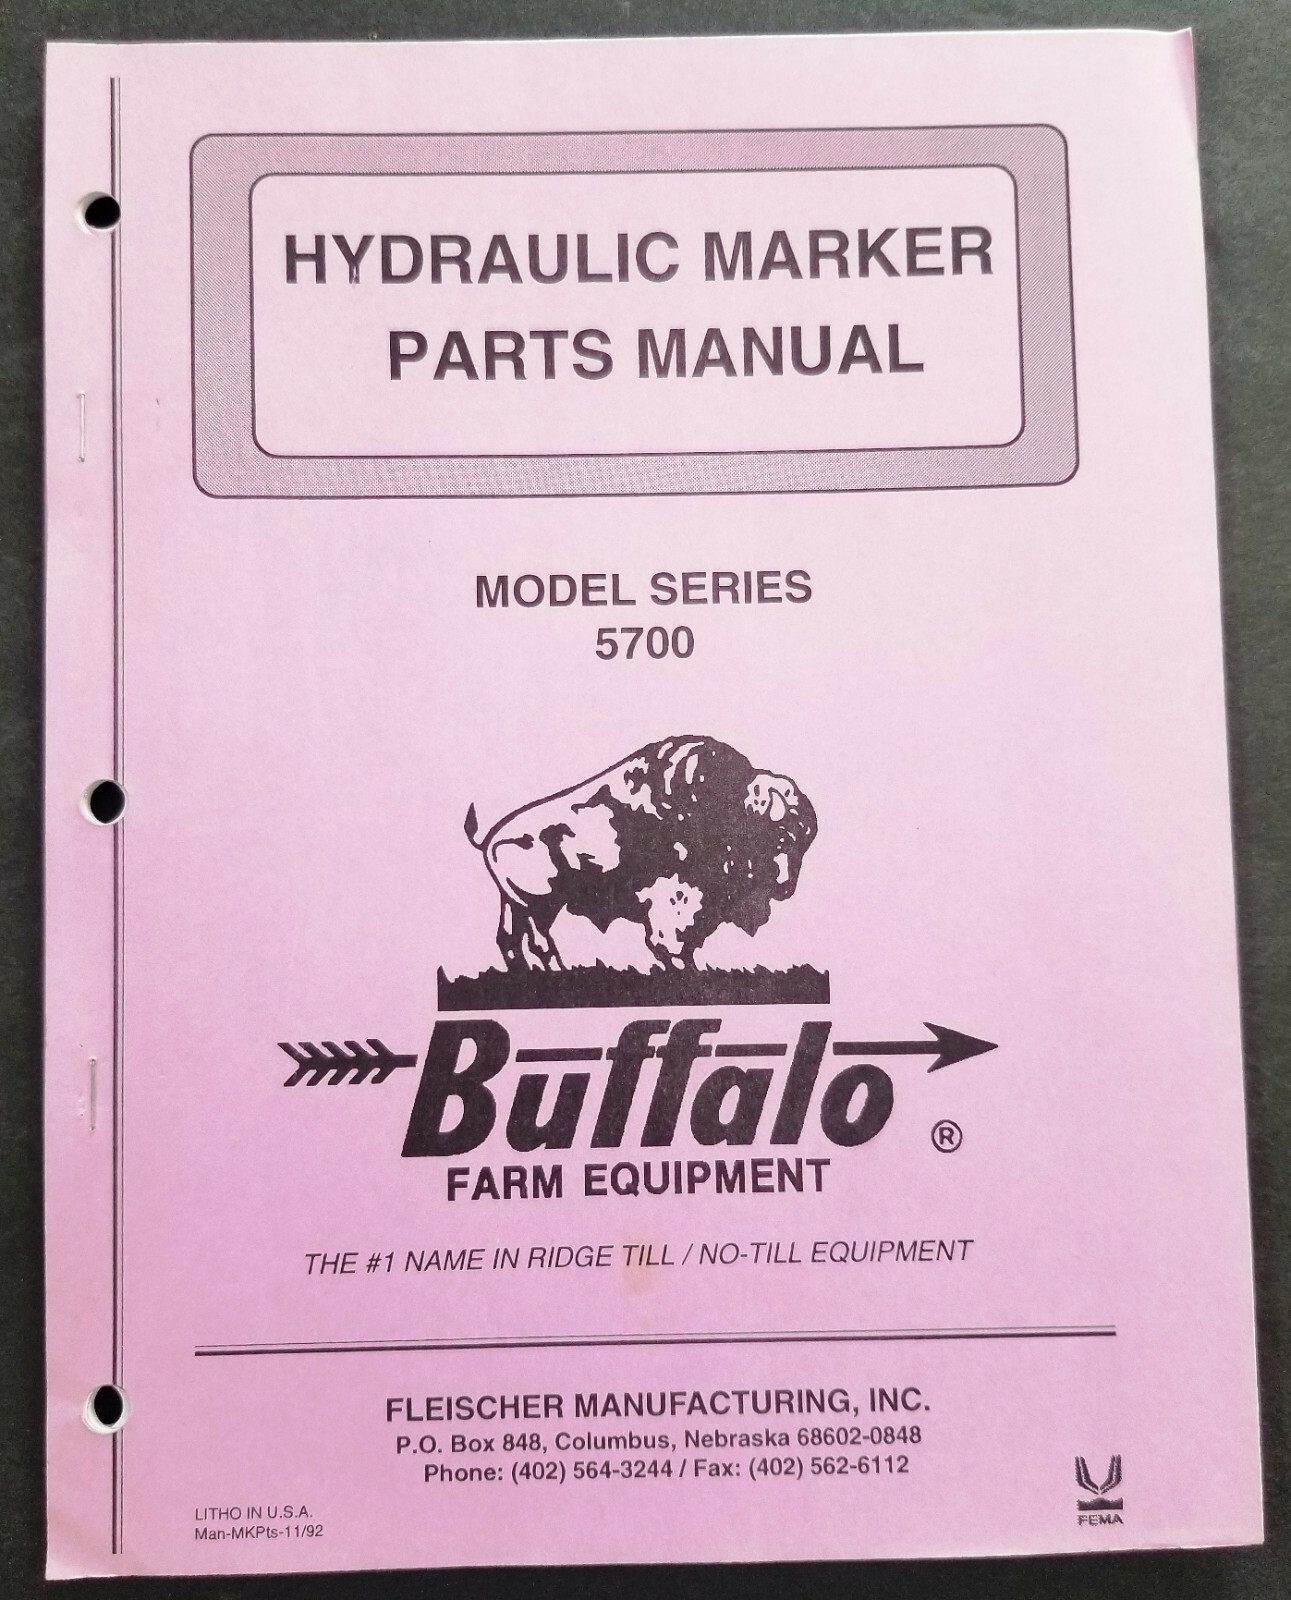 HYDRAULIC MARKER
PARTS MANUAL
MODEL SERIES
5700
Buffalo ®
FARM EQUIPMENT
THE #1 NAME IN RIDGE TILL / NO-TILL EQUIPMENT
FLEISCHER MANUFACTURING, INC.
P.O. Box 848, Columbus, Nebraska 68602-0848
Phone: (402) 564-3244 / Fax: (402) 562-6112
LITHO IN U.S.A.
Man-MKPts-11/92
FEMA